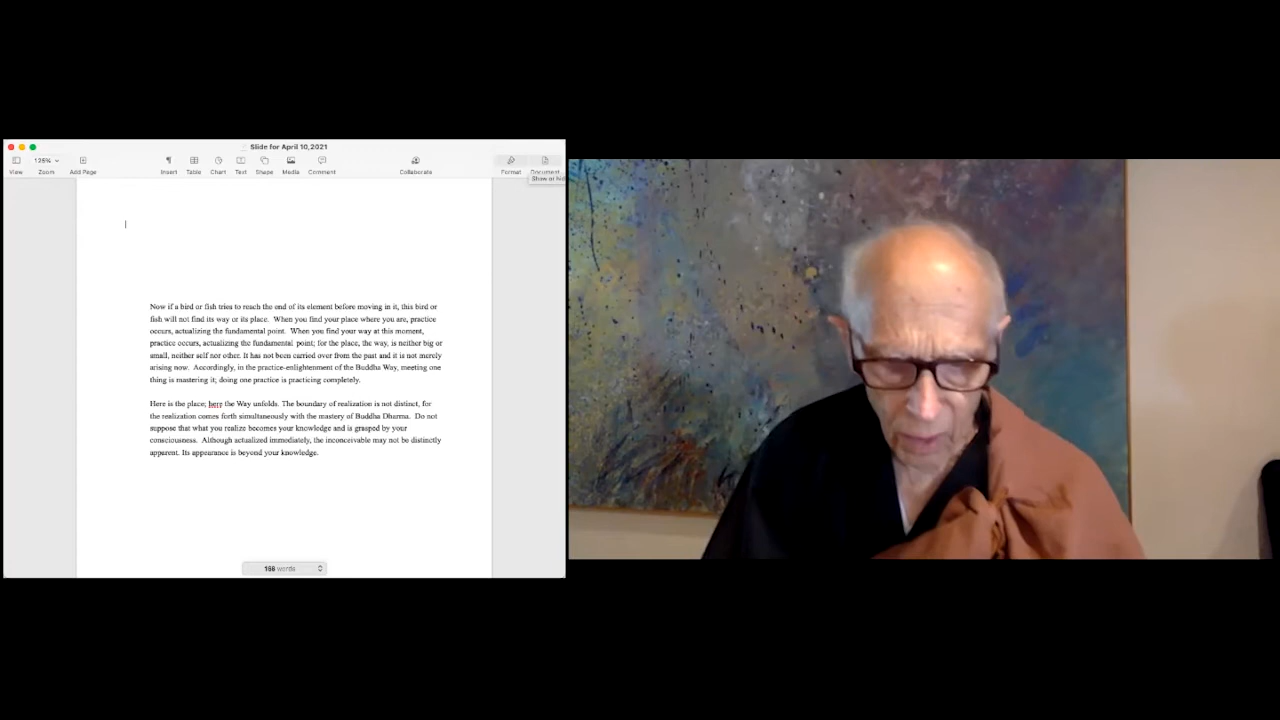 Slide for April 10, 2021
125%
View Zoom Add Page Insert Table Chart Text Shape Media Comment Collaborate Format Document
Show or hid
Now if a bird or fish tries to reach the end of its element before moving in it, this bird or
fish will not find its way or its place. When you find your place where you are, practice
occurs, actualizing the fundamental point. When you find your way at this moment,
practice occurs, actualizing the fundamental point; for the place, the way, is neither big or
small, neither self nor other. It has not been carried over from the past and it is not merely
arising now. Accordingly, in the practice-enlightenment of the Buddha Way, meeting one
thing is mastering it; doing one practice is practicing completely.
Here is the place; here the Way unfolds. The boundary of realization is not distinct, for
the realization comes forth simultaneously with the mastery of Buddha Dharma. Do not
suppose that what you realize becomes your knowledge and is grasped by your
consciousness. Although actualized immediately, the inconceivable may not be distinctly
apparent. Its appearance is beyond your knowledge.
168 words